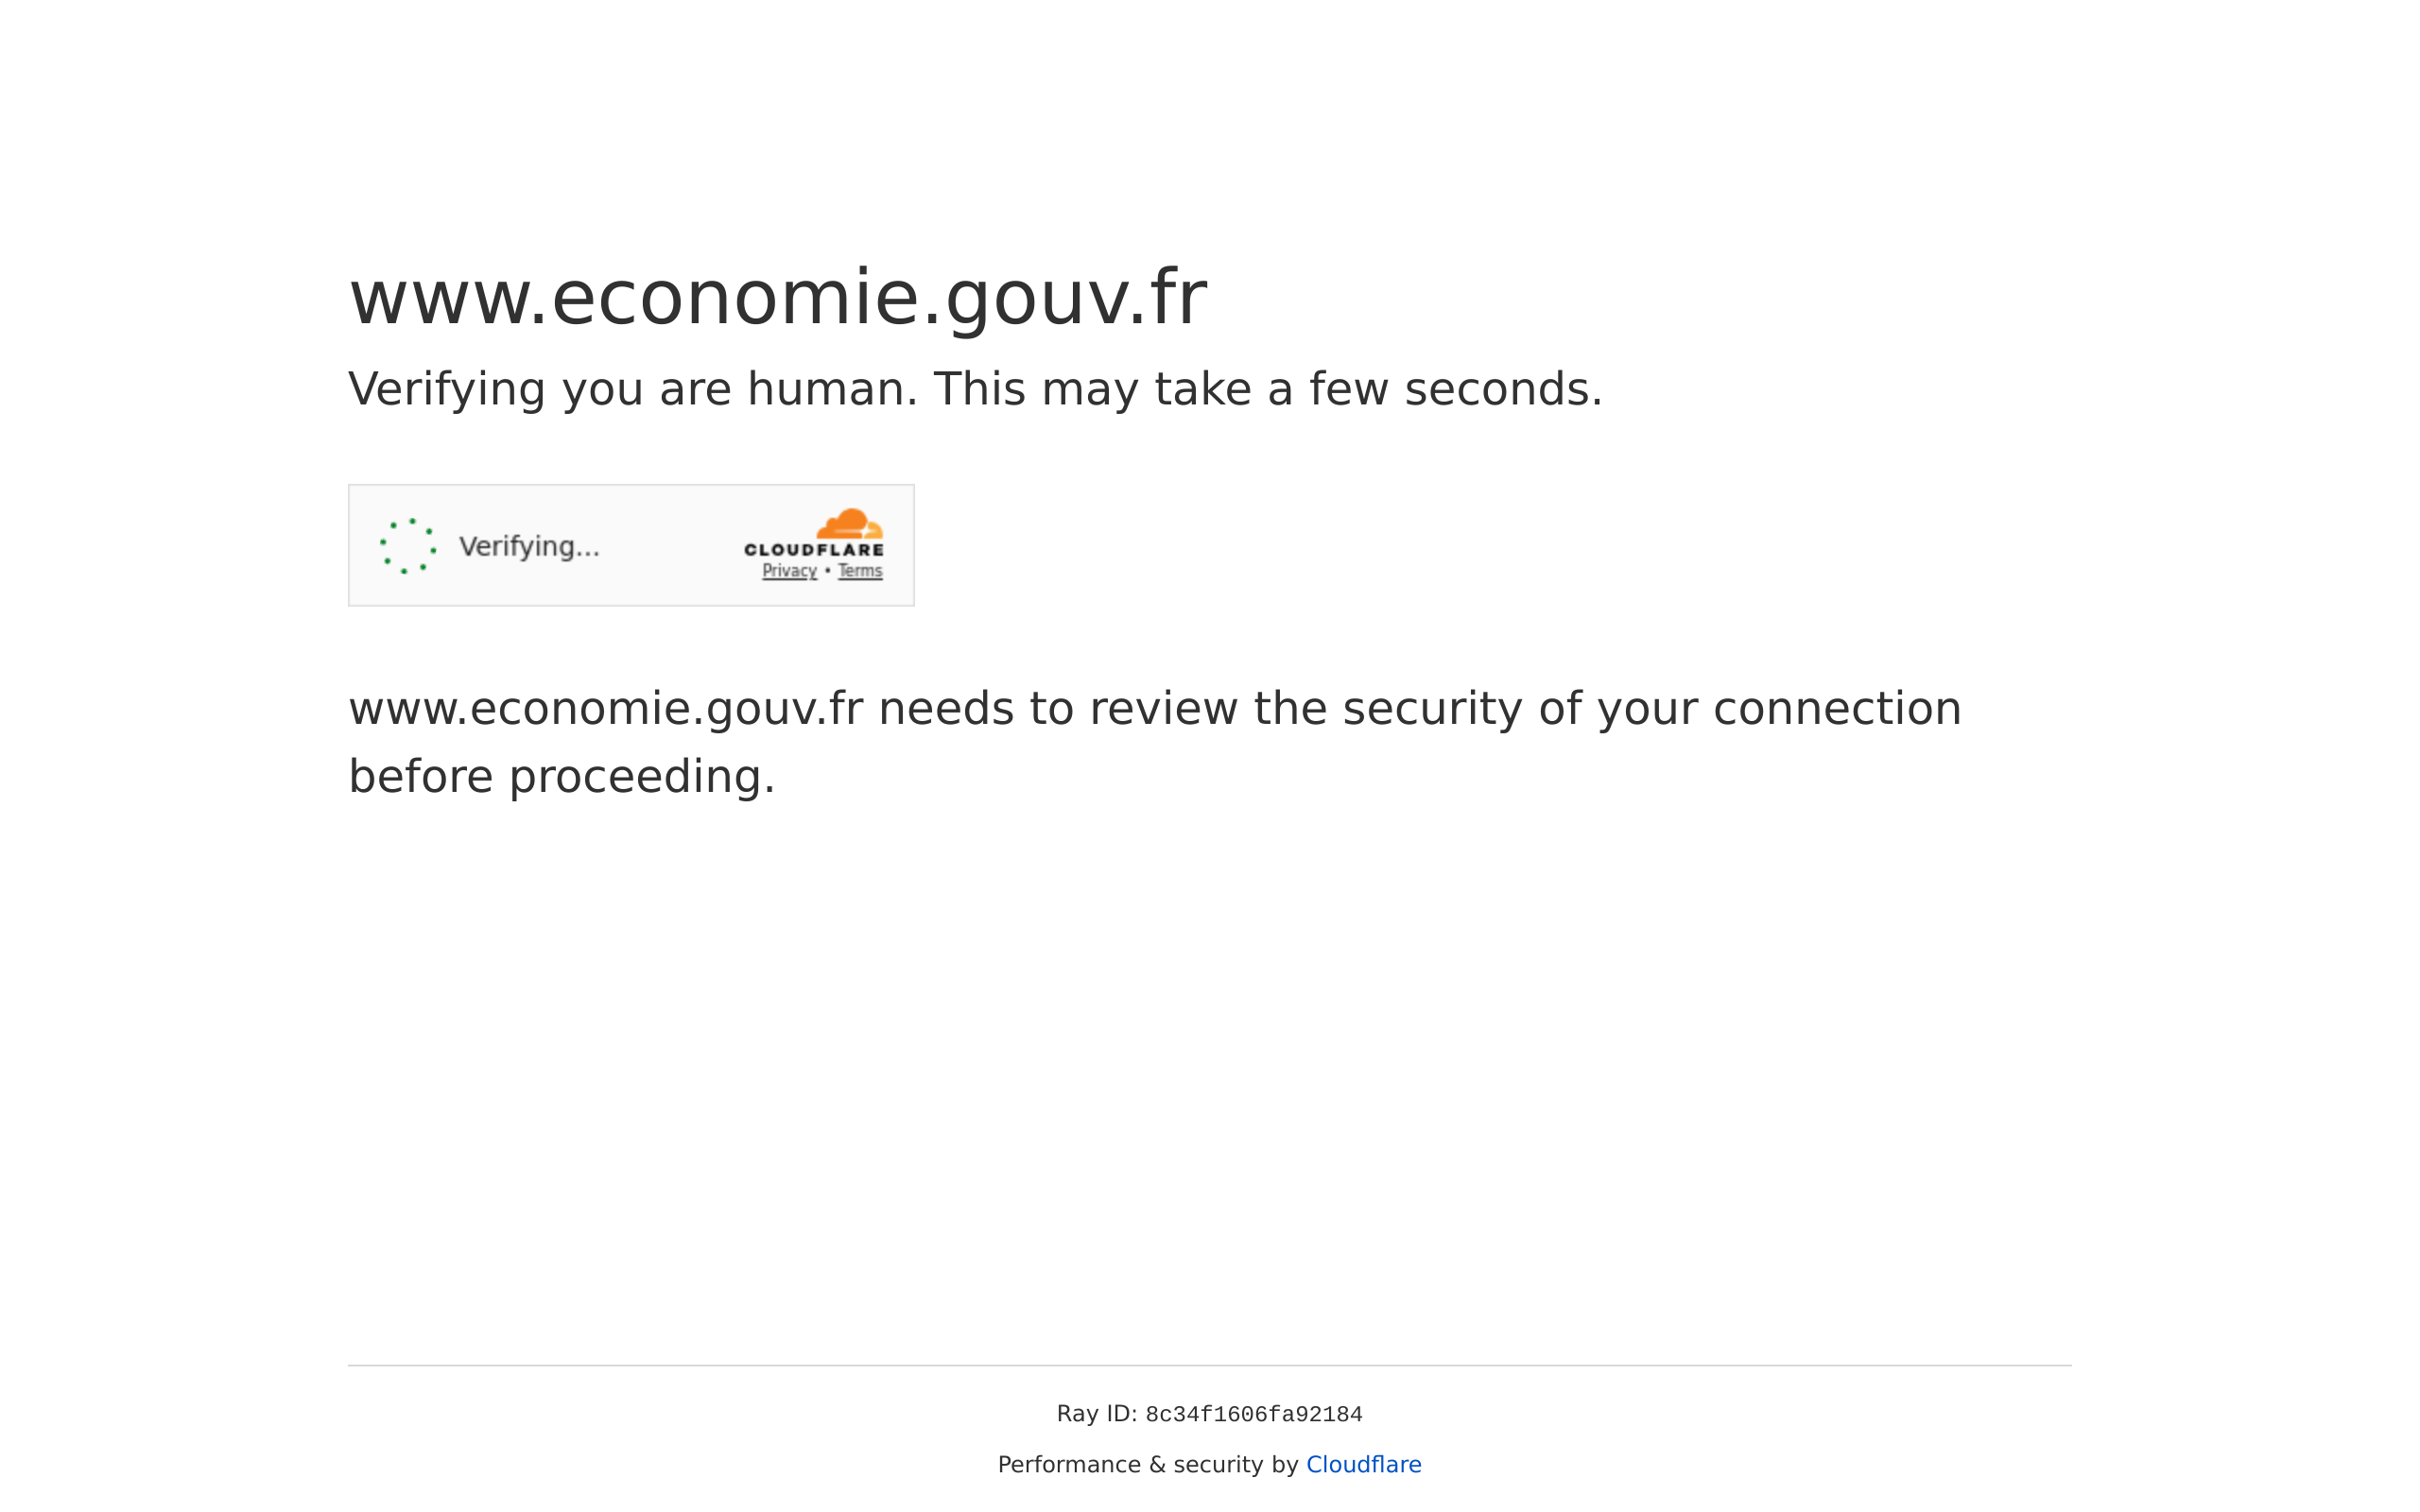 www.economie.gouv.fr
Verifying you are human. This may take a few seconds.
Verifying...
CLOUDFLARE
Privacy • Terms
www.economie.gouv.fr needs to review the security of your connection
before proceeding.
Ray ID: 8c34f1606fa92184
Performance & security by Cloudflare